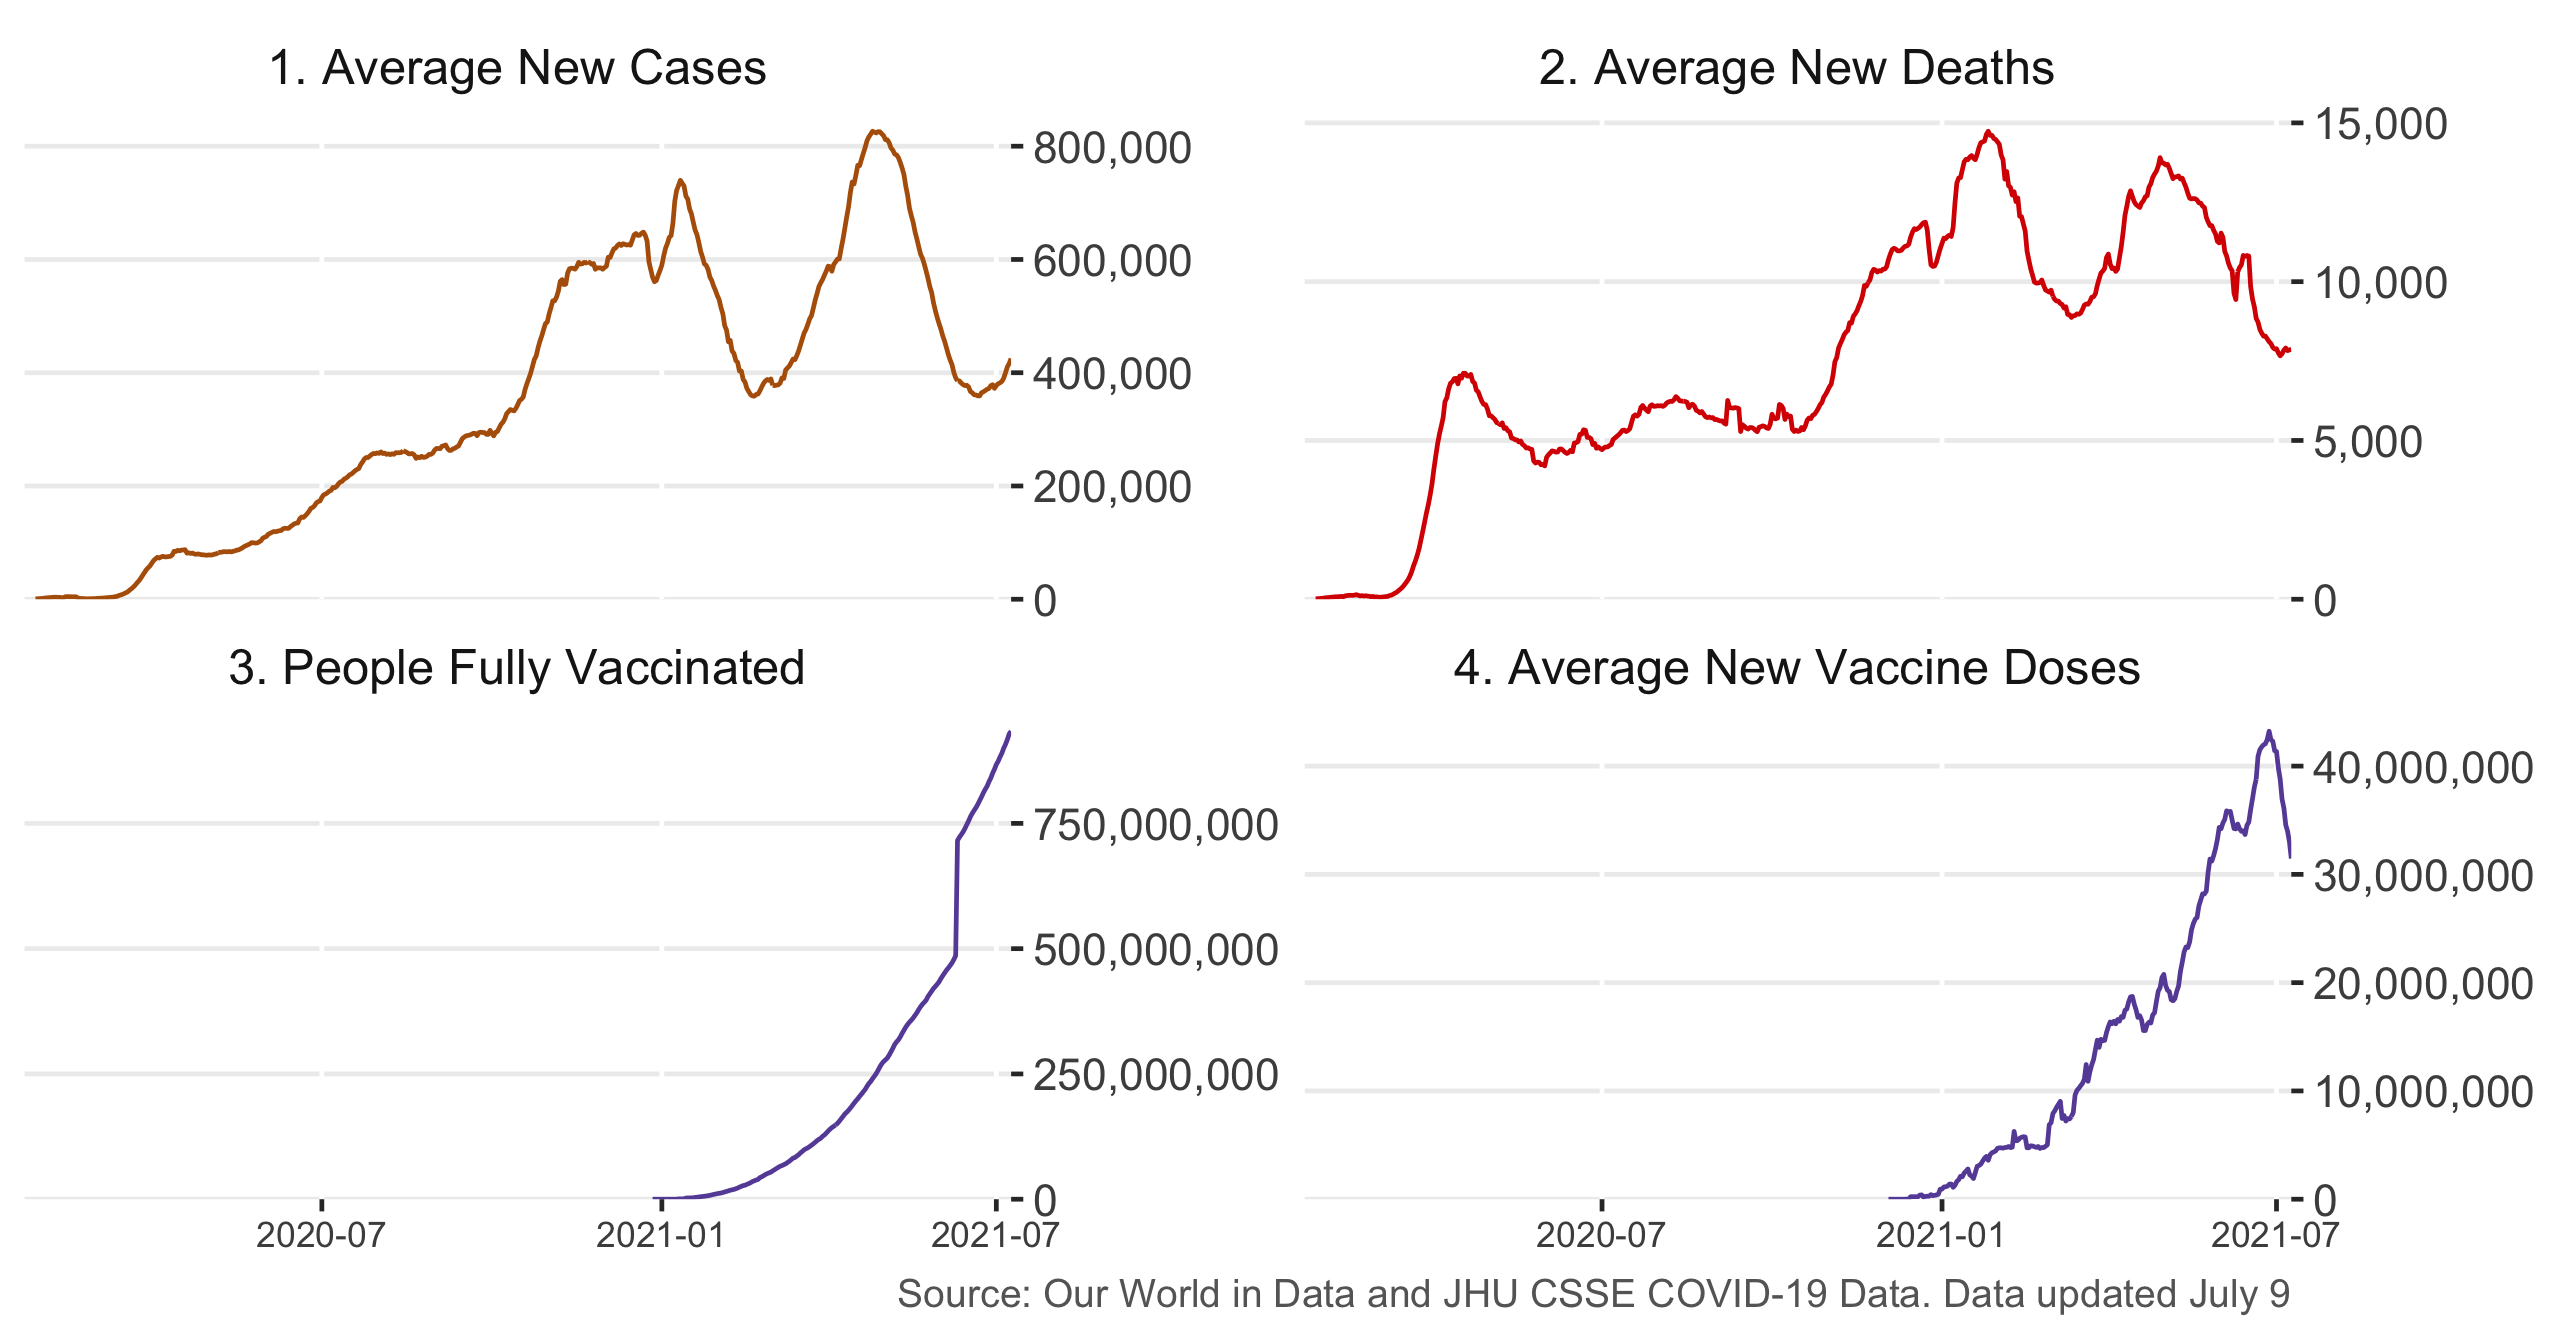 1. Average New Cases
800,000
600,000
400,000
200,000
0
2. Average New Deaths
15,000
10,000
5,000
0
3. People Fully Vaccinated
750,000,000
500,000,000
250,000,000
0
2020-07 2021-01 2021-07
4. Average New Vaccine Doses
40,000,000
30,000,000
20,000,000
10,000,000
0
2020-07 2021-01 2021-07
Source: Our World in Data and JHU CSSE COVID-19 Data. Data updated July 9